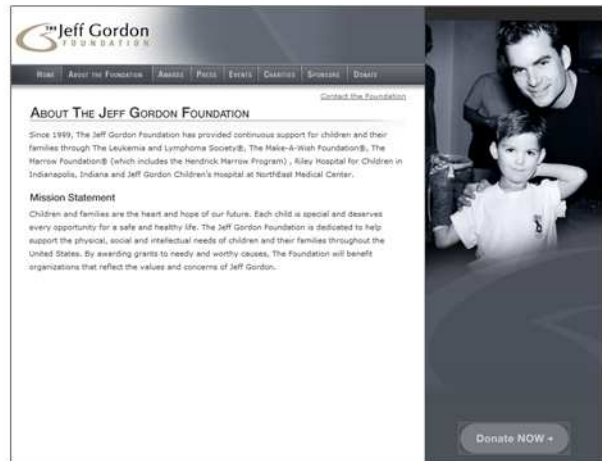 THE Jeff Gordon
FOUNDATION
HOME ABOUT THE FOUNDATION AWARDS PRESS EVENTS CHARITIES SPONSORS DONATE
Contact the Foundation
ABOUT THE JEFF GORDON FOUNDATION
Since 1999, The Jeff Gordon Foundation has provided continuous support for children and their
families through The Leukemia and Lymphoma Society®, The Make-A-Wish Foundation®, The
Marrow Foundation® (which includes the Hendrick Marrow Program) , Riley Hospital for Children in
Indianapolis, Indiana and Jeff Gordon Children's Hospital at NorthEast Medical Center.
Mission Statement
Children and families are the heart and hope of our future. Each child is special and deserves
every opportunity for a safe and healthy life. The Jeff Gordon Foundation is dedicated to help
support the physical, social and intellectual needs of children and their families throughout the
United States. By awarding grants to needy and worthy causes, The Foundation will benefit
organizations that reflect the values and concerns of Jeff Gordon.
Donate NOW